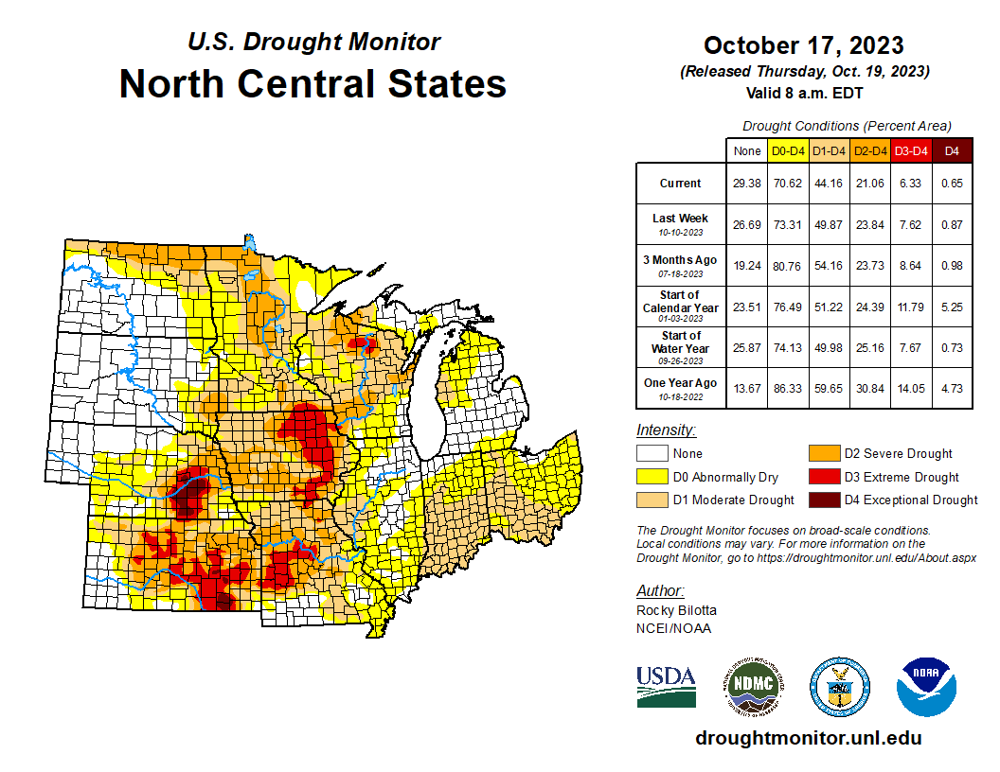 U.S. Drought Monitor
North Central States
October 17, 2023
(Released Thursday, Oct. 19, 2023)
Valid 8 a.m. EDT
Drought Conditions (Percent Area)
None D0-D4 D1-D4 D2-D4 D3-D4 D4
Current 29.38 70.62 44.16 21.06 6.33 0.65
Last Week
10-10-2023
26.69 73.31 49.87 23.84 7.62 0.87
3 Months Ago
07-18-2023
19.24 80.76 54.16 23.73 8.64 0.98
Start of
Calendar Year
01-03-2023
23.51 76.49 51.22 24.39 11.79 5.25
Start of
Water Year
09-26-2023
25.87 74.13 49.98 25.16 7.67 0.73
One Year Ago
10-18-2022
13.67 86.33 59.65 30.84 14.05 4.73
Intensity:
None
D0 Abnormally Dry
D1 Moderate Drought
D2 Severe Drought
D3 Extreme Drought
D4 Exceptional Drought
The Drought Monitor focuses on broad-scale conditions.
Local conditions may vary. For more information on the
Drought Monitor, go to https://droughtmonitor.unl.edu/About.aspx
Author:
Rocky Bilotta
NCEI/NOAA
USDA
NDMC
NOAA
droughtmonitor.unl.edu